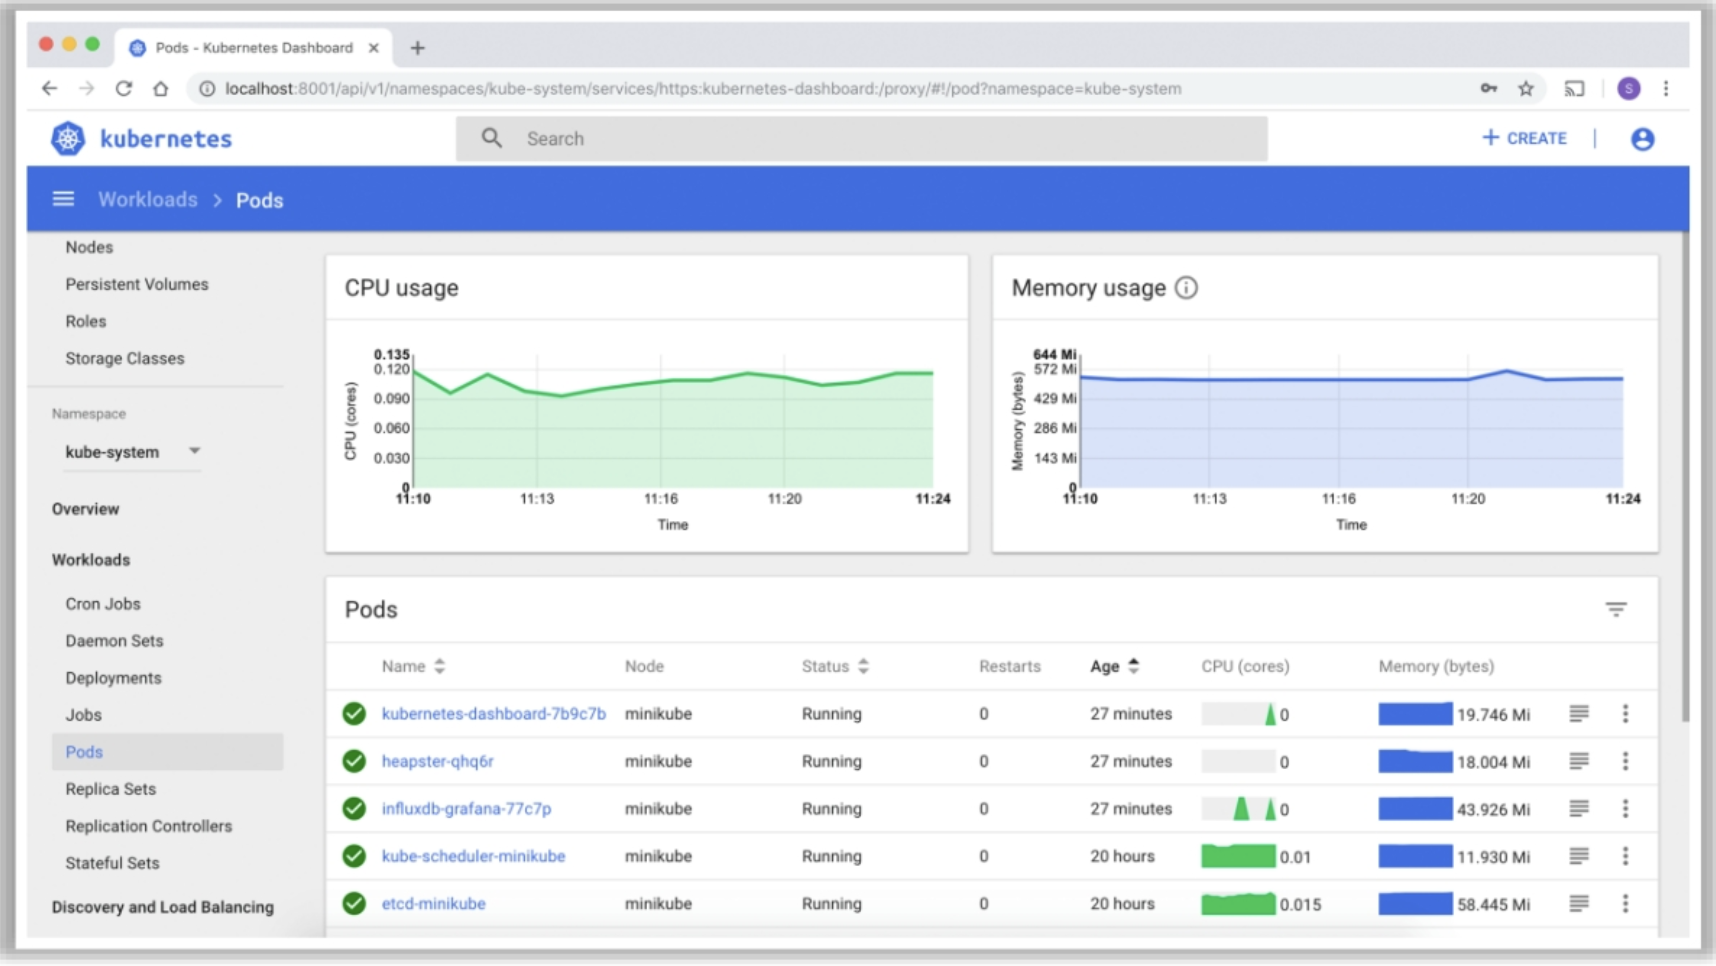 Pods - Kubernetes Dashboard
localhost:8001/api/v1/namespaces/kube-system/services/https:kubernetes-dashboard:/proxy/#!/pod?namespace=kube-system
S
kubernetes
Search
+ CREATE
Workloads > Pods
Nodes
Persistent Volumes
Roles
Storage Classes
Namespace
kube-system
Overview
Workloads
Cron Jobs
Daemon Sets
Deployments
Jobs
Pods
Replica Sets
Replication Controllers
Stateful Sets
Discovery and Load Balancing
CPU usage
CPU (cores)
0.135
0.120
0.090
0.060
0.030
0
11:10 11:13 11:16 11:20 11:24
Time
Memory usage
Memory (bytes)
644 Mi
572 Mi
429 Mi
286 Mi
143 Mi
0
11:10 11:13 11:16 11:20 11:24
Time
Pods
Name Node Status Restarts Age CPU (cores) Memory (bytes)
kubernetes-dashboard-7b9c7b minikube Running 0 27 minutes 0 19.746 Mi
heapster-qhq6r minikube Running 0 27 minutes 0 18.004 Mi
influxdb-grafana-77c7p minikube Running 0 27 minutes 0 43.926 Mi
kube-scheduler-minikube minikube Running 0 20 hours 0.01 11.930 Mi
etcd-minikube minikube Running 0 20 hours 0.015 58.445 Mi